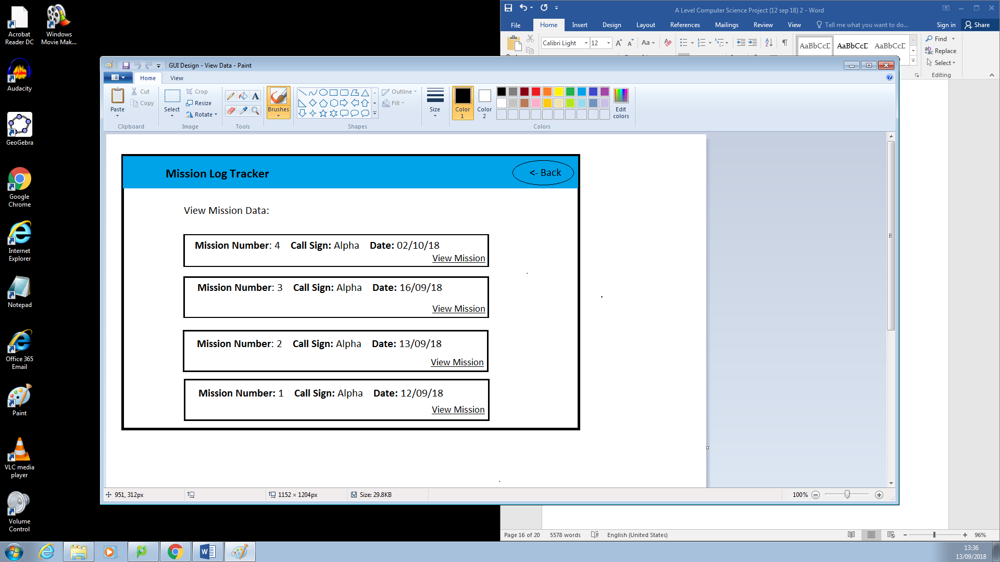 Acrobat Reader DC
Windows Movie Mak...
Audacity
GeoGebra
Google Chrome
Internet Explorer
Notepad
Office 365 Email
Paint
VLC media player
Volume Control
A Level Computer Science Project (12 sep 18) 2 - Word
File Home Insert Design Layout References Mailings Review View Tell me what you want to do... Sign in Share
Calibri Light 12 Aa AaBbCcD AaBbCcD AaBbCcD
Find
Replace
Select
Editing
GUI Design - View Data - Paint
Home View
Paste Cut Copy
Clipboard
Select Crop Resize Rotate
Image
Tools
Brushes
Shapes
Outline
Fill
Size
Color 1
Color 2
Edit colors
Colors
Mission Log Tracker <- Back
View Mission Data:
Mission Number: 4 Call Sign: Alpha Date: 02/10/18
View Mission
Mission Number: 3 Call Sign: Alpha Date: 16/09/18
View Mission
Mission Number: 2 Call Sign: Alpha Date: 13/09/18
View Mission
Mission Number: 1 Call Sign: Alpha Date: 12/09/18
View Mission
951, 312px 1152 × 1204px Size: 29.8KB 100%
Page 16 of 20 5578 words English (United States) 96%
13:36
13/09/2018